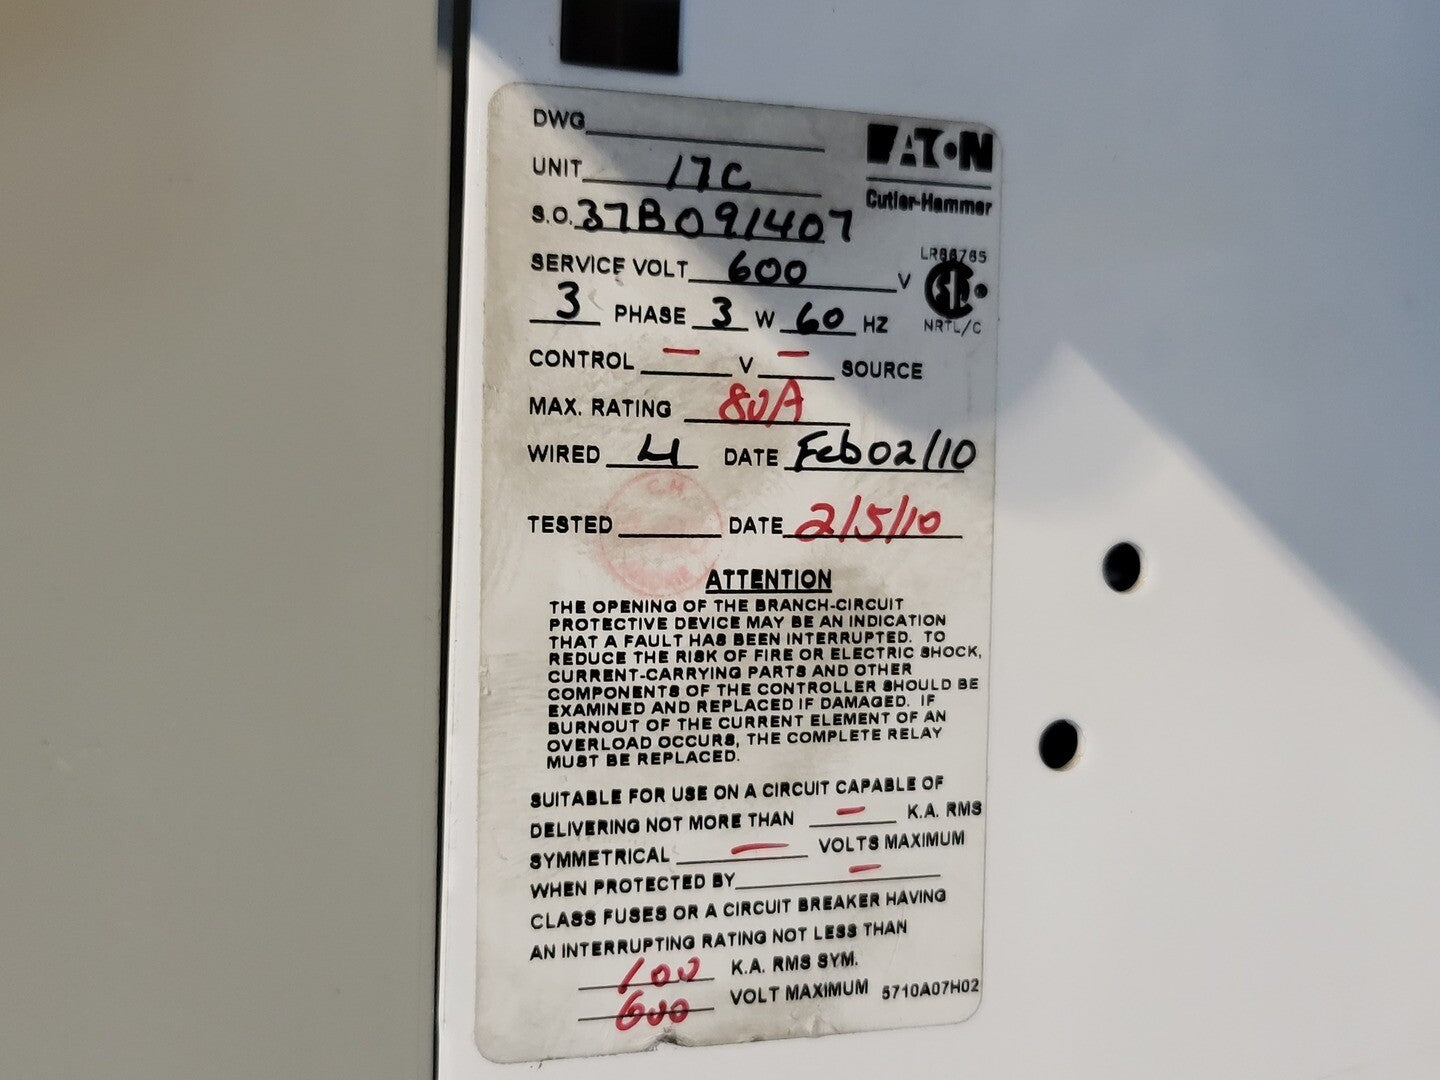 DWG
EATON
UNIT 17C
Cutler-Hammer
S.O. 37B091407
SERVICE VOLT 600 V
LR88765
NRTL/C
3 PHASE 3 W 60 HZ
CONTROL — V — SOURCE
MAX. RATING 80A
WIRED DATE Feb 02/10
TESTED DATE 2/5/10
C.H.
ATTENTION
THE OPENING OF THE BRANCH-CIRCUIT
PROTECTIVE DEVICE MAY BE AN INDICATION
THAT A FAULT HAS BEEN INTERRUPTED. TO
REDUCE THE RISK OF FIRE OR ELECTRIC SHOCK,
CURRENT-CARRYING PARTS AND OTHER
COMPONENTS OF THE CONTROLLER SHOULD BE
EXAMINED AND REPLACED IF DAMAGED. IF
BURNOUT OF THE CURRENT ELEMENT OF AN
OVERLOAD OCCURS, THE COMPLETE RELAY
MUST BE REPLACED.
SUITABLE FOR USE ON A CIRCUIT CAPABLE OF
DELIVERING NOT MORE THAN — K.A. RMS
SYMMETRICAL — VOLTS MAXIMUM
WHEN PROTECTED BY —
CLASS FUSES OR A CIRCUIT BREAKER HAVING
AN INTERRUPTING RATING NOT LESS THAN
100 K.A. RMS SYM.
600 VOLT MAXIMUM 5710A07H02